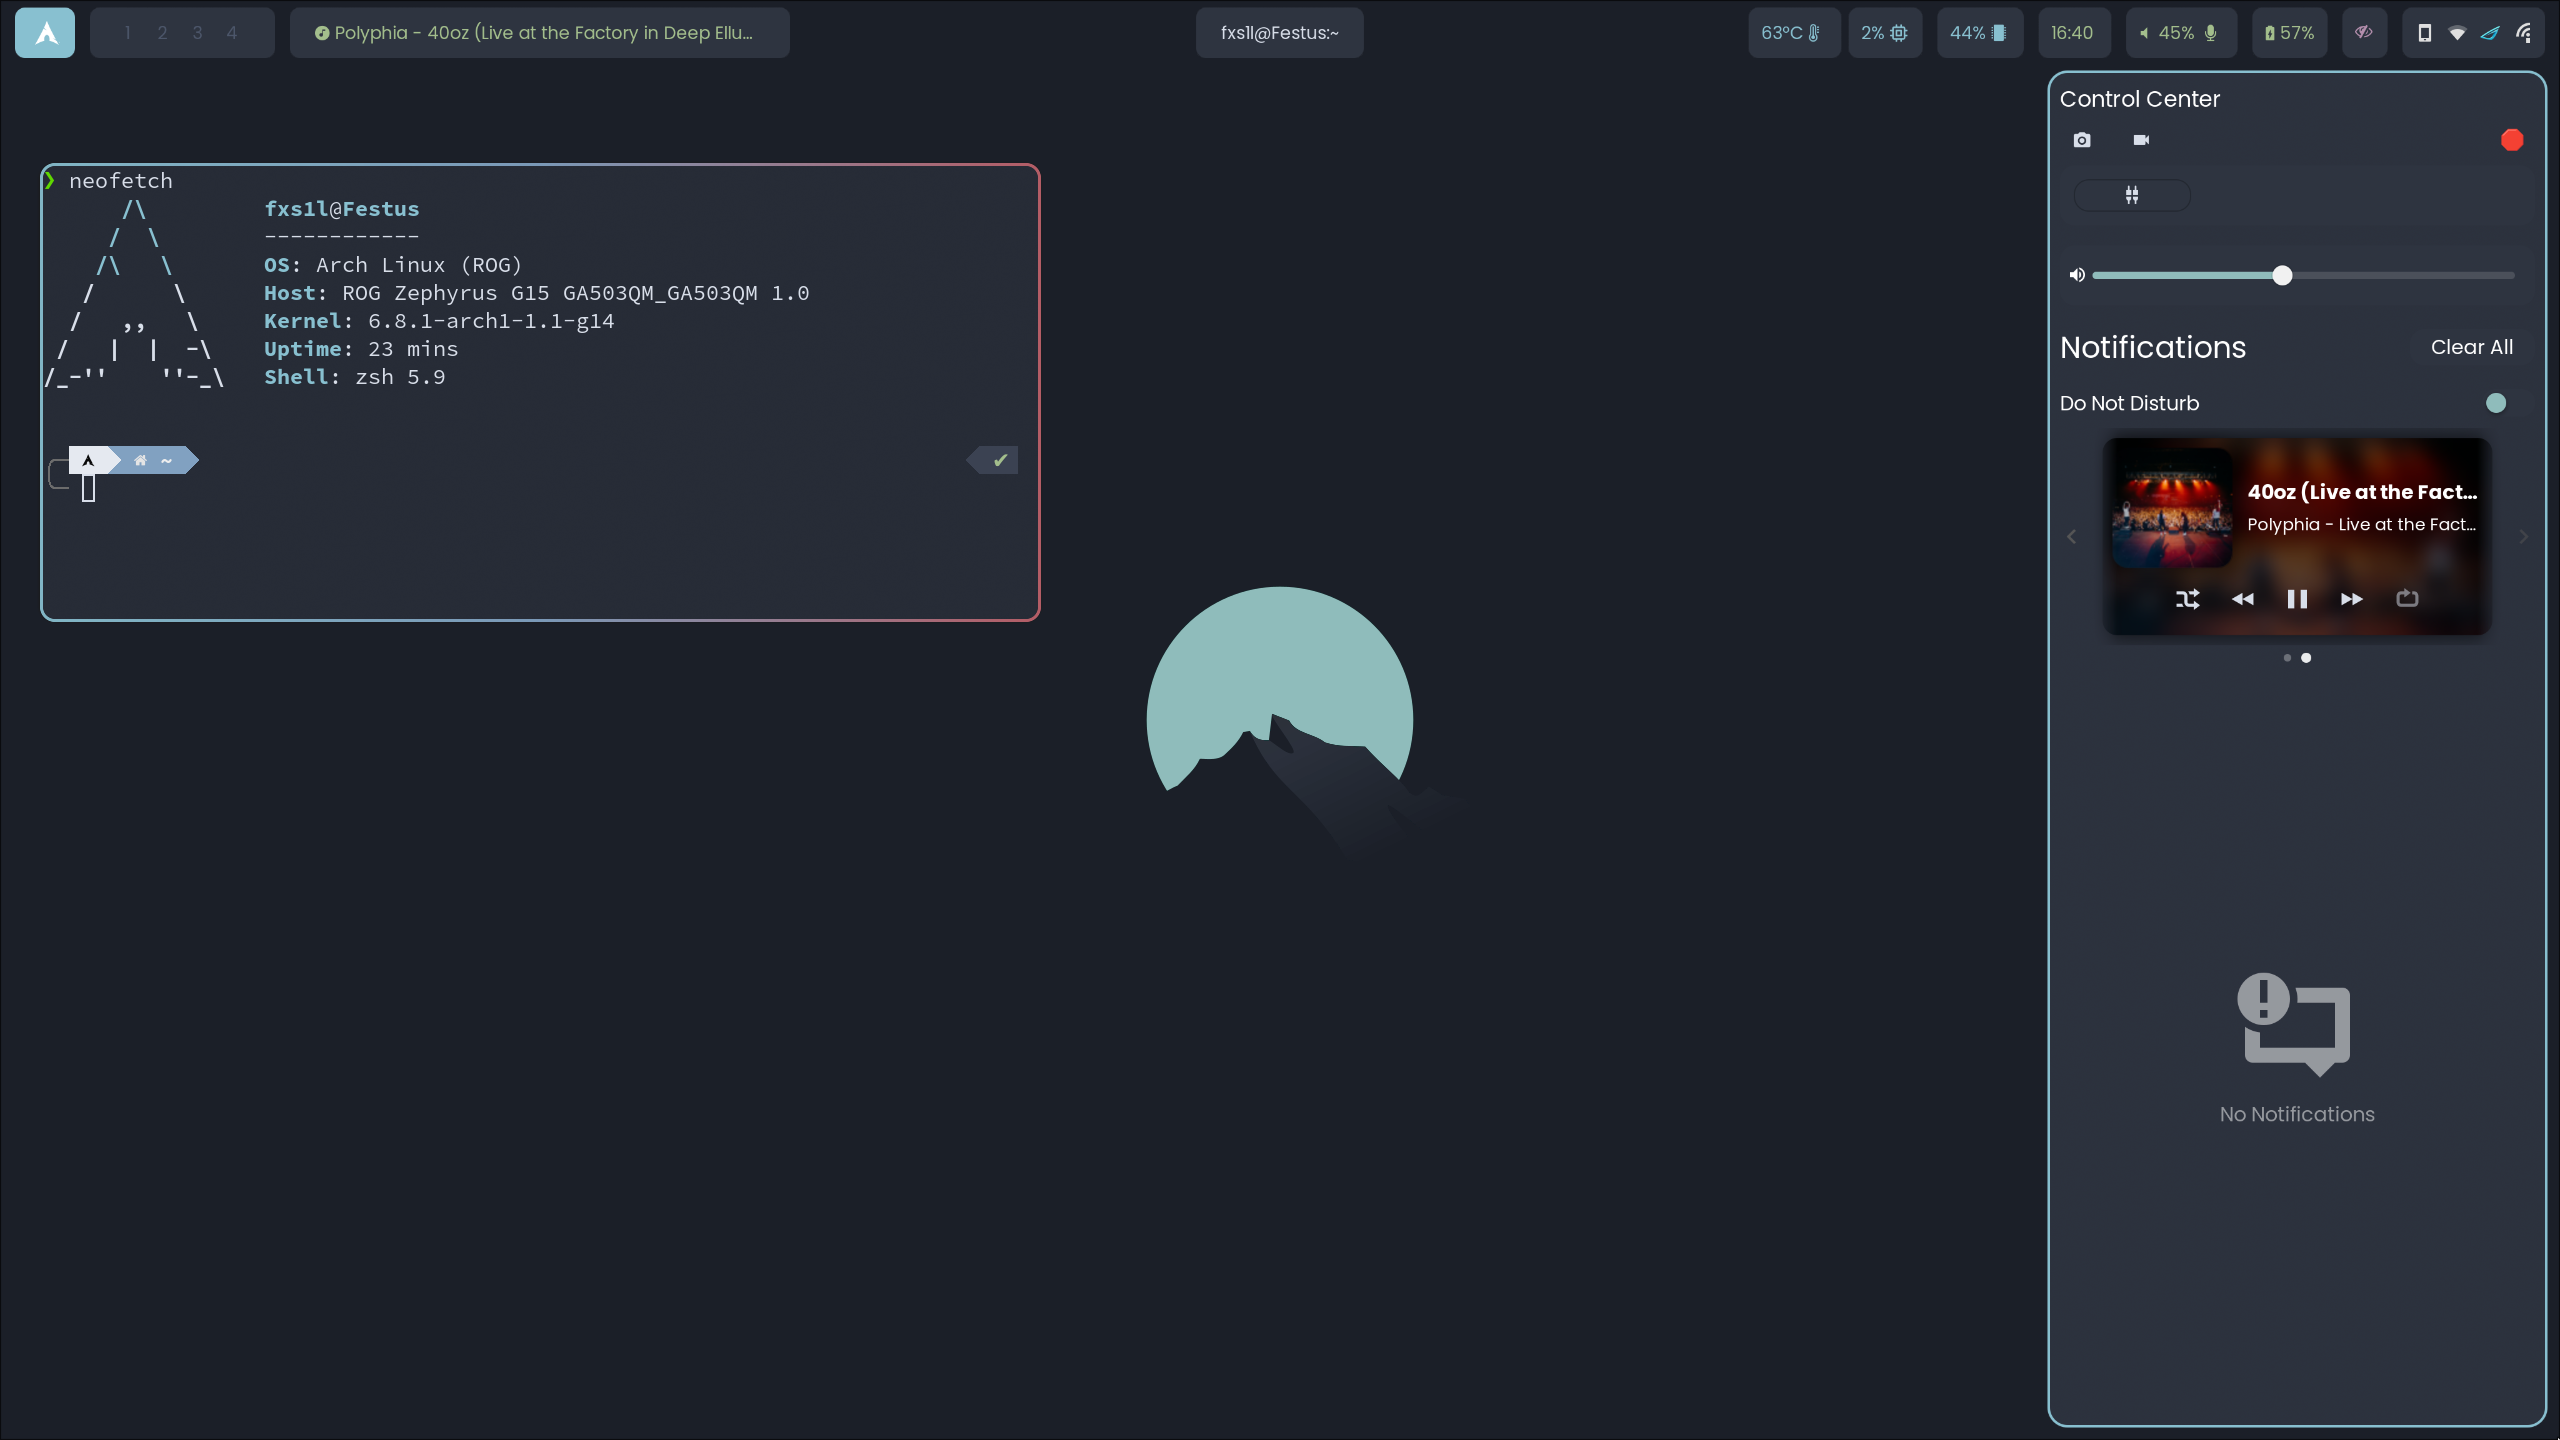 1 2 3 4
Polyphia - 40oz (Live at the Factory in Deep Ellu...
fxs1l@Festus:~
63°C
2%
44%
16:40
45%
57%
❯ neofetch
fxs1l@Festus
------------
OS: Arch Linux (ROG)
Host: ROG Zephyrus G15 GA503QM_GA503QM 1.0
Kernel: 6.8.1-arch1-1.1-g14
Uptime: 23 mins
Shell: zsh 5.9
~
Control Center
Notifications
Clear All
Do Not Disturb
40oz (Live at the Fact...
Polyphia - Live at the Fact...
No Notifications